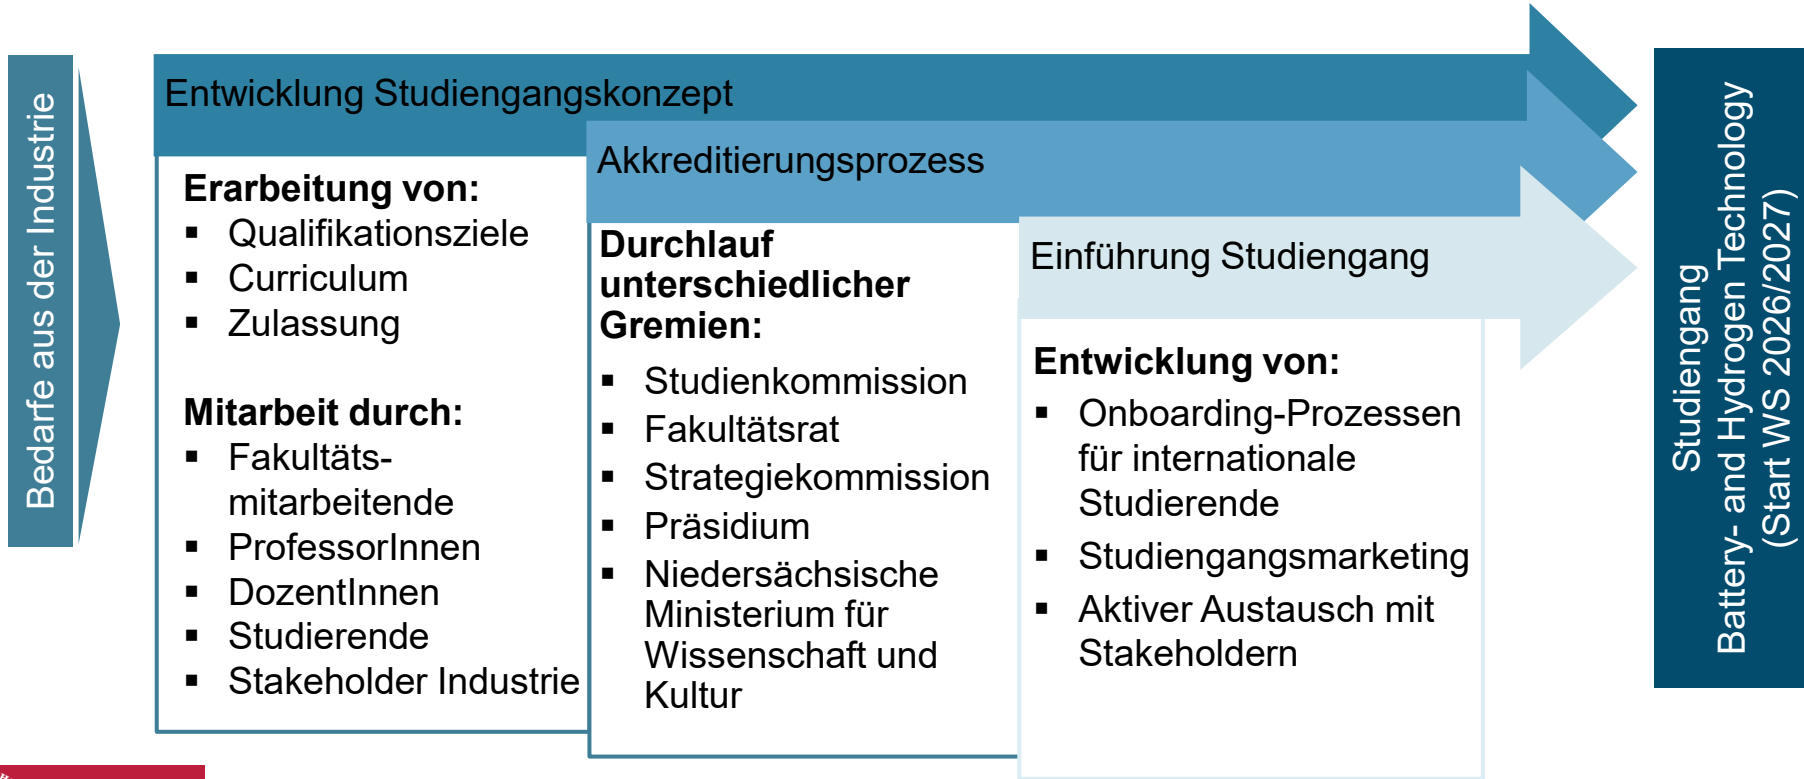 Bedarfe aus der Industrie
Entwicklung Studiengangskonzept
Erarbeitung von:
▪ Qualifikationsziele
▪ Curriculum
▪ Zulassung
Mitarbeit durch:
▪ Fakultäts-
mitarbeitende
▪ ProfessorInnen
▪ DozentInnen
▪ Studierende
▪ Stakeholder Industrie
Akkreditierungsprozess
Durchlauf
unterschiedlicher
Gremien:
▪ Studienkommission
▪ Fakultätsrat
▪ Strategiekommission
▪ Präsidium
▪ Niedersächsische
Ministerium für
Wissenschaft und
Kultur
Einführung Studiengang
Entwicklung von:
▪ Onboarding-Prozessen
für internationale
Studierende
▪ Studiengangsmarketing
▪ Aktiver Austausch mit
Stakeholdern
Studiengang
Battery- and Hydrogen Technology
(Start WS 2026/2027)